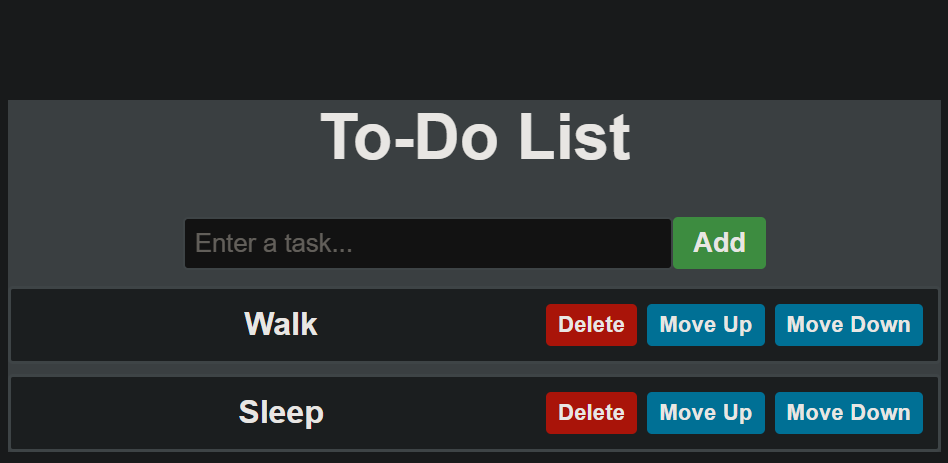 To-Do List
Enter a task... Add
Walk Delete Move Up Move Down
Sleep Delete Move Up Move Down